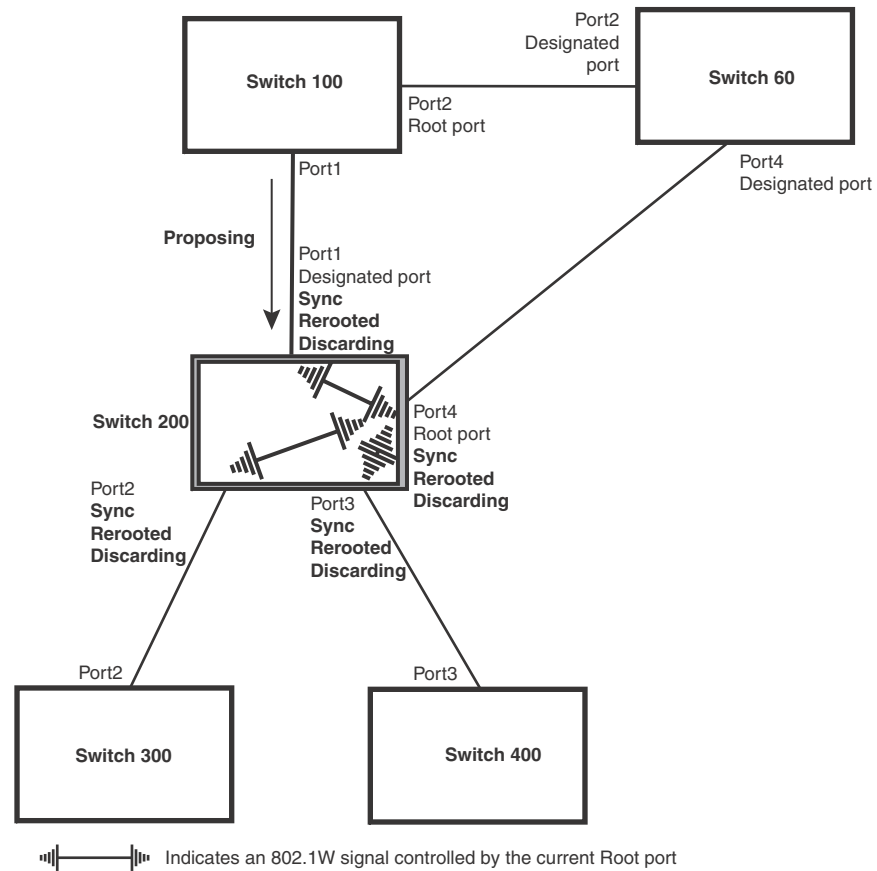 Port2
Designated
port
Switch 100
Switch 60
Port2
Root port
Port1
Port4
Designated port
Proposing
Port1
Designated port
Sync
Rerooted
Discarding
Switch 200
Port4
Root port
Sync
Rerooted
Discarding
Port2
Sync
Rerooted
Discarding
Port3
Sync
Rerooted
Discarding
Port2
Port3
Switch 300
Switch 400
Indicates an 802.1W signal controlled by the current Root port